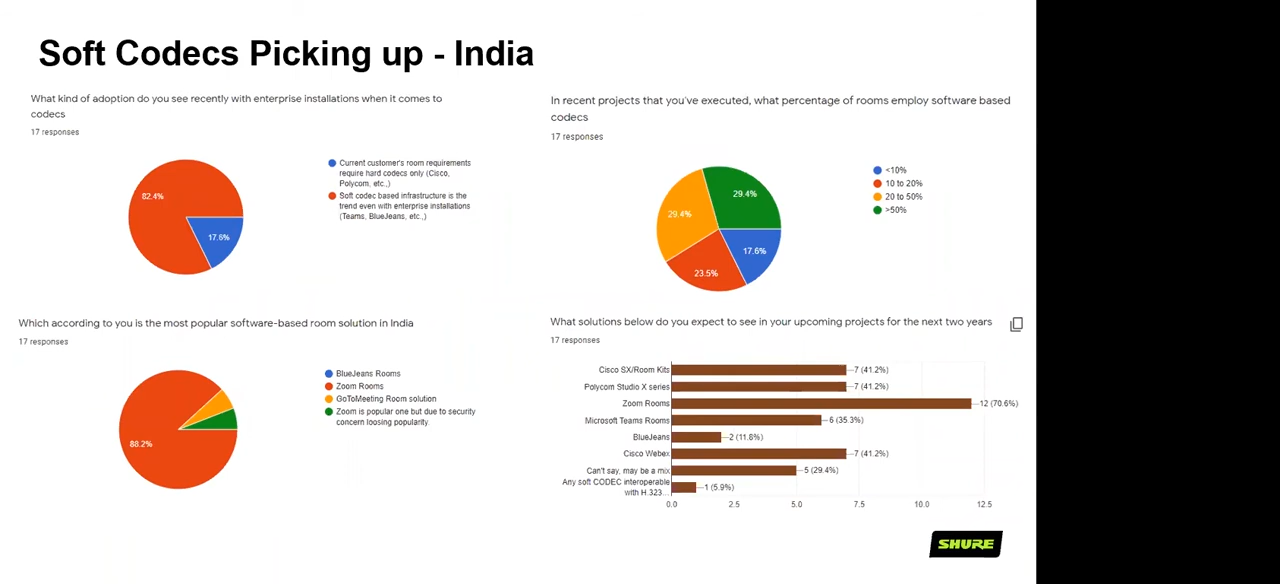 Soft Codecs Picking up - India
What kind of adoption do you see recently with enterprise installations when it comes to
codecs
17 responses
82.4%
17.6%
Current customer's room requirements
require hard codecs only (Cisco,
Polycom, etc.,)
Soft codec based infrastructure is the
trend even with enterprise installations
(Teams, BlueJeans, etc.,)
In recent projects that you've executed, what percentage of rooms employ software based
codecs
17 responses
29.4%
29.4%
17.6%
23.5%
<10%
10 to 20%
20 to 50%
>50%
Which according to you is the most popular software-based room solution in India
17 responses
88.2%
BlueJeans Rooms
Zoom Rooms
GoToMeeting Room solution
Zoom is popular one but due to security
concern loosing popularity.
What solutions below do you expect to see in your upcoming projects for the next two years
17 responses
Cisco SX/Room Kits 7 (41.2%)
Polycom Studio X series 7 (41.2%)
Zoom Rooms 12 (70.6%)
Microsoft Teams Rooms 6 (35.3%)
BlueJeans 2 (11.8%)
Cisco Webex 7 (41.2%)
Can't say, may be a mix 5 (29.4%)
Any soft CODEC interoperable
with H.323... 1 (5.9%)
0.0 2.5 5.0 7.5 10.0 12.5
SHURE